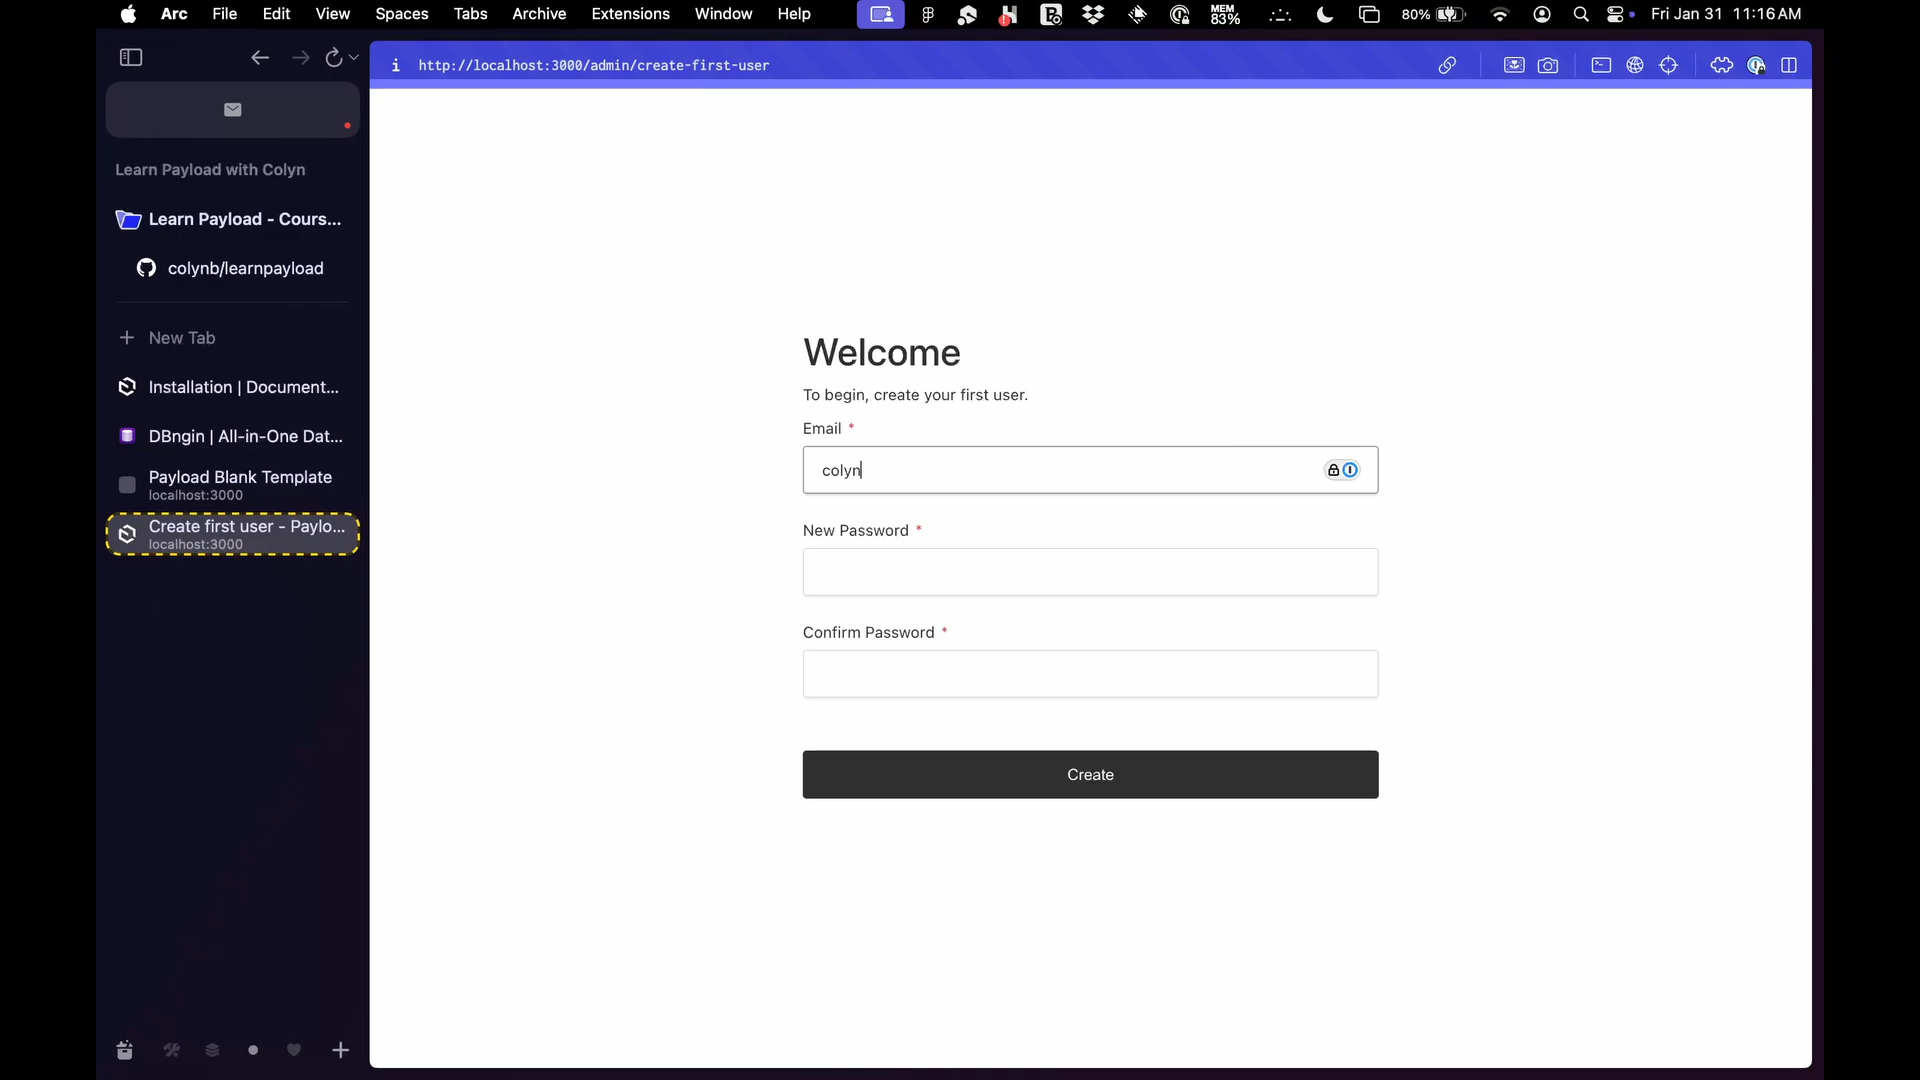 Arc File Edit View Spaces Tabs Archive Extensions Window Help MEM 83% 80% Fri Jan 31 11:16 AM
http://localhost:3000/admin/create-first-user
Learn Payload with Colyn
Learn Payload - Cours...
colynb/learnpayload
New Tab
Installation | Document...
DBngin | All-in-One Dat...
Payload Blank Template
localhost:3000
Create first user - Paylo...
localhost:3000
Welcome
To begin, create your first user.
Email *
colyn
New Password *
Confirm Password *
Create